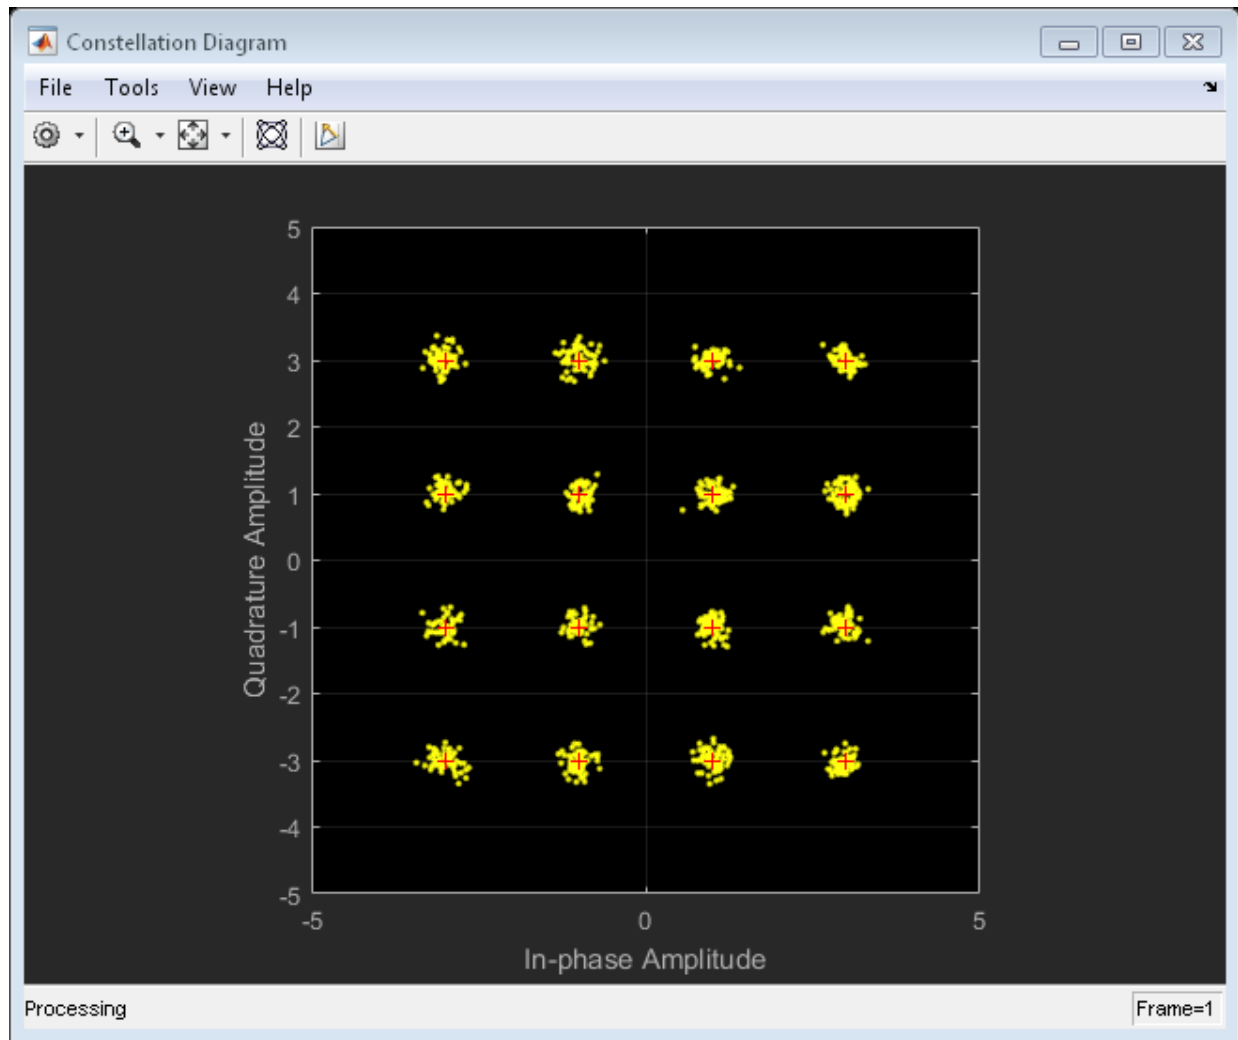 Constellation Diagram
File Tools View Help
5
4
3
2
1
0
-1
-2
-3
-4
-5
Quadrature Amplitude
-5 0 5
In-phase Amplitude
Processing Frame=1